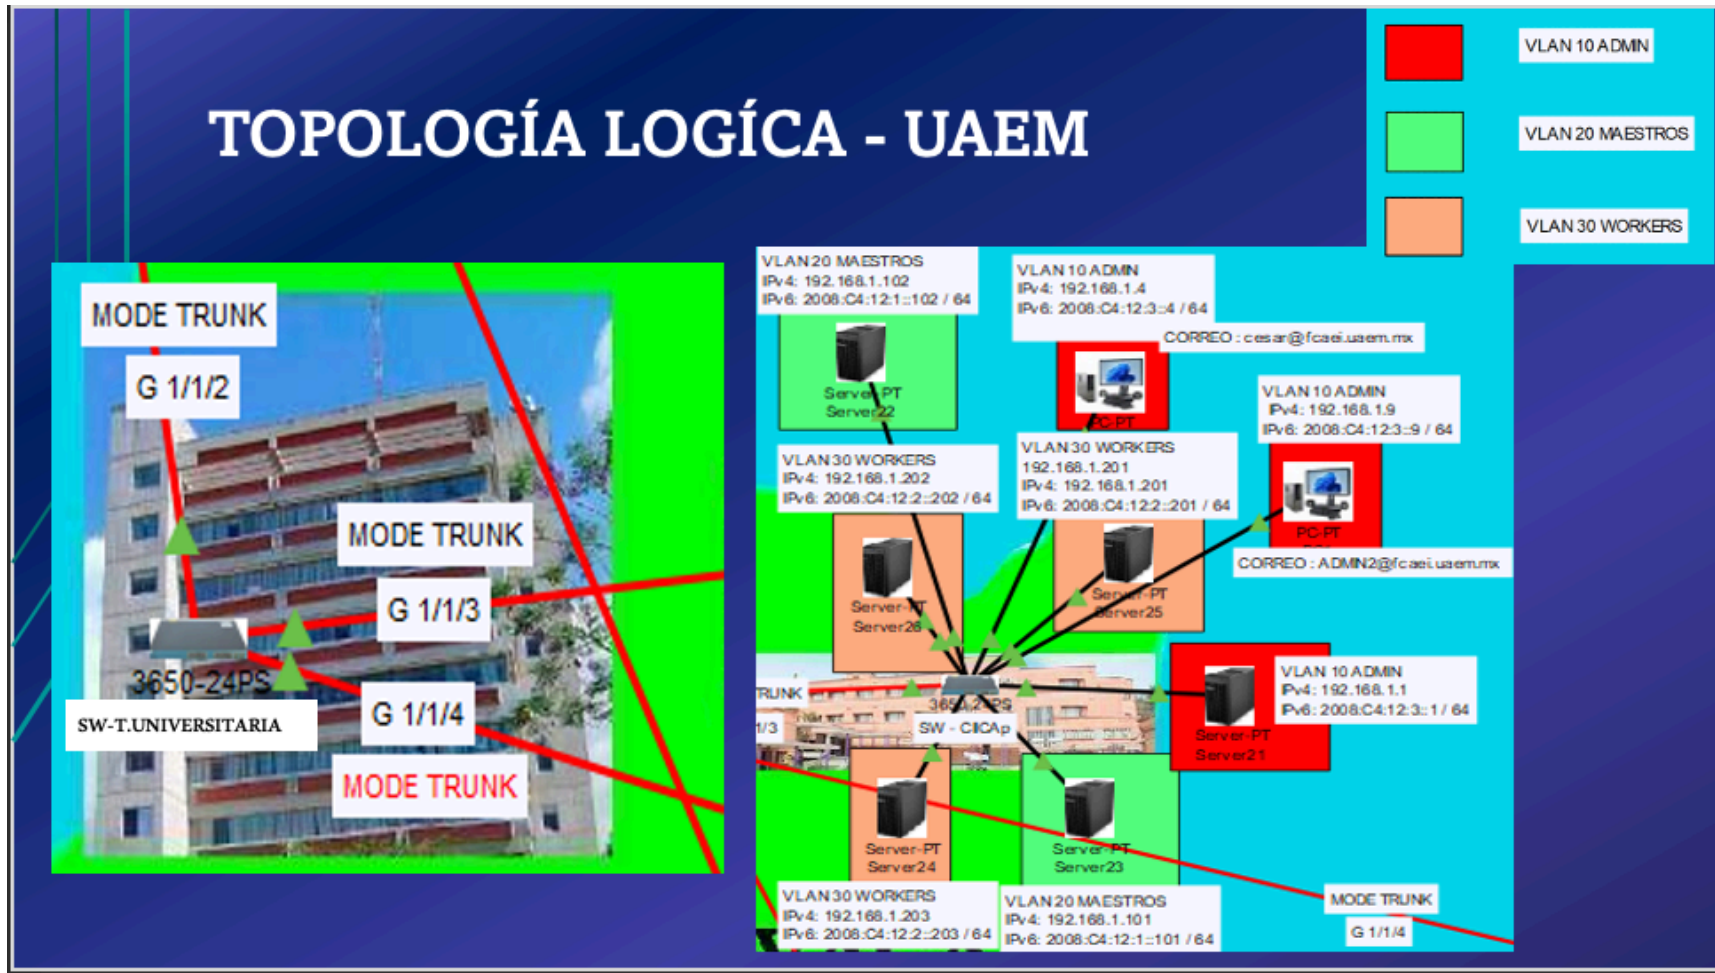 TOPOLOGÍA LOGÍCA - UAEM
VLAN 10 ADMIN
VLAN 20 MAESTROS
VLAN 30 WORKERS
MODE TRUNK
G 1/1/2
MODE TRUNK
G 1/1/3
3650-24PS
SW-T.UNIVERSITARIA
G 1/1/4
MODE TRUNK
VLAN 20 MAESTROS
IPv4: 192.168.1.102
IPv6: 2008:C4:12:1::102 / 64
Server-PT
Server22
VLAN 10 ADMIN
IPv4: 192.168.1.4
IPv6: 2008:C4:12:3::4 / 64
CORREO : cesar@fcaei.uaem.mx
PC-PT
VLAN 10 ADMIN
IPv4: 192.168.1.9
IPv6: 2008:C4:12:3::9 / 64
PC-PT
CORREO : ADMIN2@fcaei.uaem.mx
VLAN 30 WORKERS
IPv4: 192.168.1.202
IPv6: 2008:C4:12:2::202 / 64
Server-PT
Server26
VLAN 30 WORKERS
192.168.1.201
IPv4: 192.168.1.201
IPv6: 2008:C4:12:2::201 / 64
Server-PT
Server25
VLAN 10 ADMIN
IPv4: 192.168.1.1
IPv6: 2008:C4:12:3::1 / 64
Server-PT
Server21
TRUNK
1/3
3650-24PS
SW - CIICAp
Server-PT
Server24
VLAN 30 WORKERS
IPv4: 192.168.1.203
IPv6: 2008:C4:12:2::203 / 64
Server-PT
Server23
VLAN 20 MAESTROS
IPv4: 192.168.1.101
IPv6: 2008:C4:12:1::101 / 64
MODE TRUNK
G 1/1/4